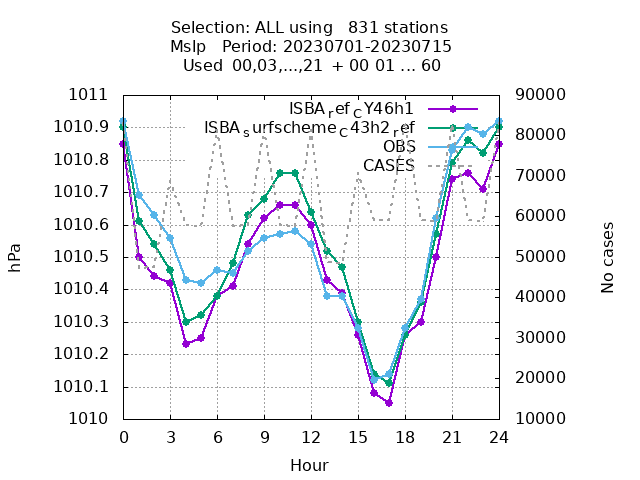 Selection: ALL using   831 stations
Mslp   Period: 20230701-20230715
Used  00,03,...,21  + 00 01 ... 60
1011
1010.9
1010.8
1010.7
1010.6
1010.5
1010.4
1010.3
1010.2
1010.1
1010
hPa
ISBA_ref_CY46h1
ISBA_surfscheme_C43h2_ref
OBS
CASES
90000
80000
70000
60000
50000
40000
30000
20000
10000
No cases
0 3 6 9 12 15 18 21 24
Hour